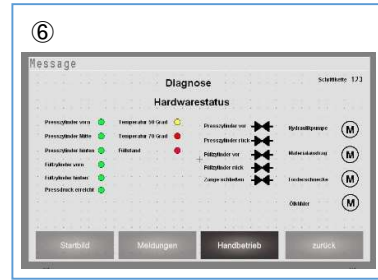 ⑥
Message
Diagnose
Schrittkette 173
Hardwarestatus
Presszylinder vorn
Presszylinder Mitte
Presszylinder hinten
Füllzylinder vorn
Füllzylinder hinten
Pressdruck erreicht
Temperatur 50 Grad
Temperatur 70 Grad
Füllstand
Presszylinder vor
Presszylinder rück
Füllzylinder vor
Füllzylinder rück
Zange schließen
Hydraulikpumpe
M
Materialaustrag
M
Förderschnecke
M
Ölkühler
M
Startbild
Meldungen
Handbetrieb
zurück